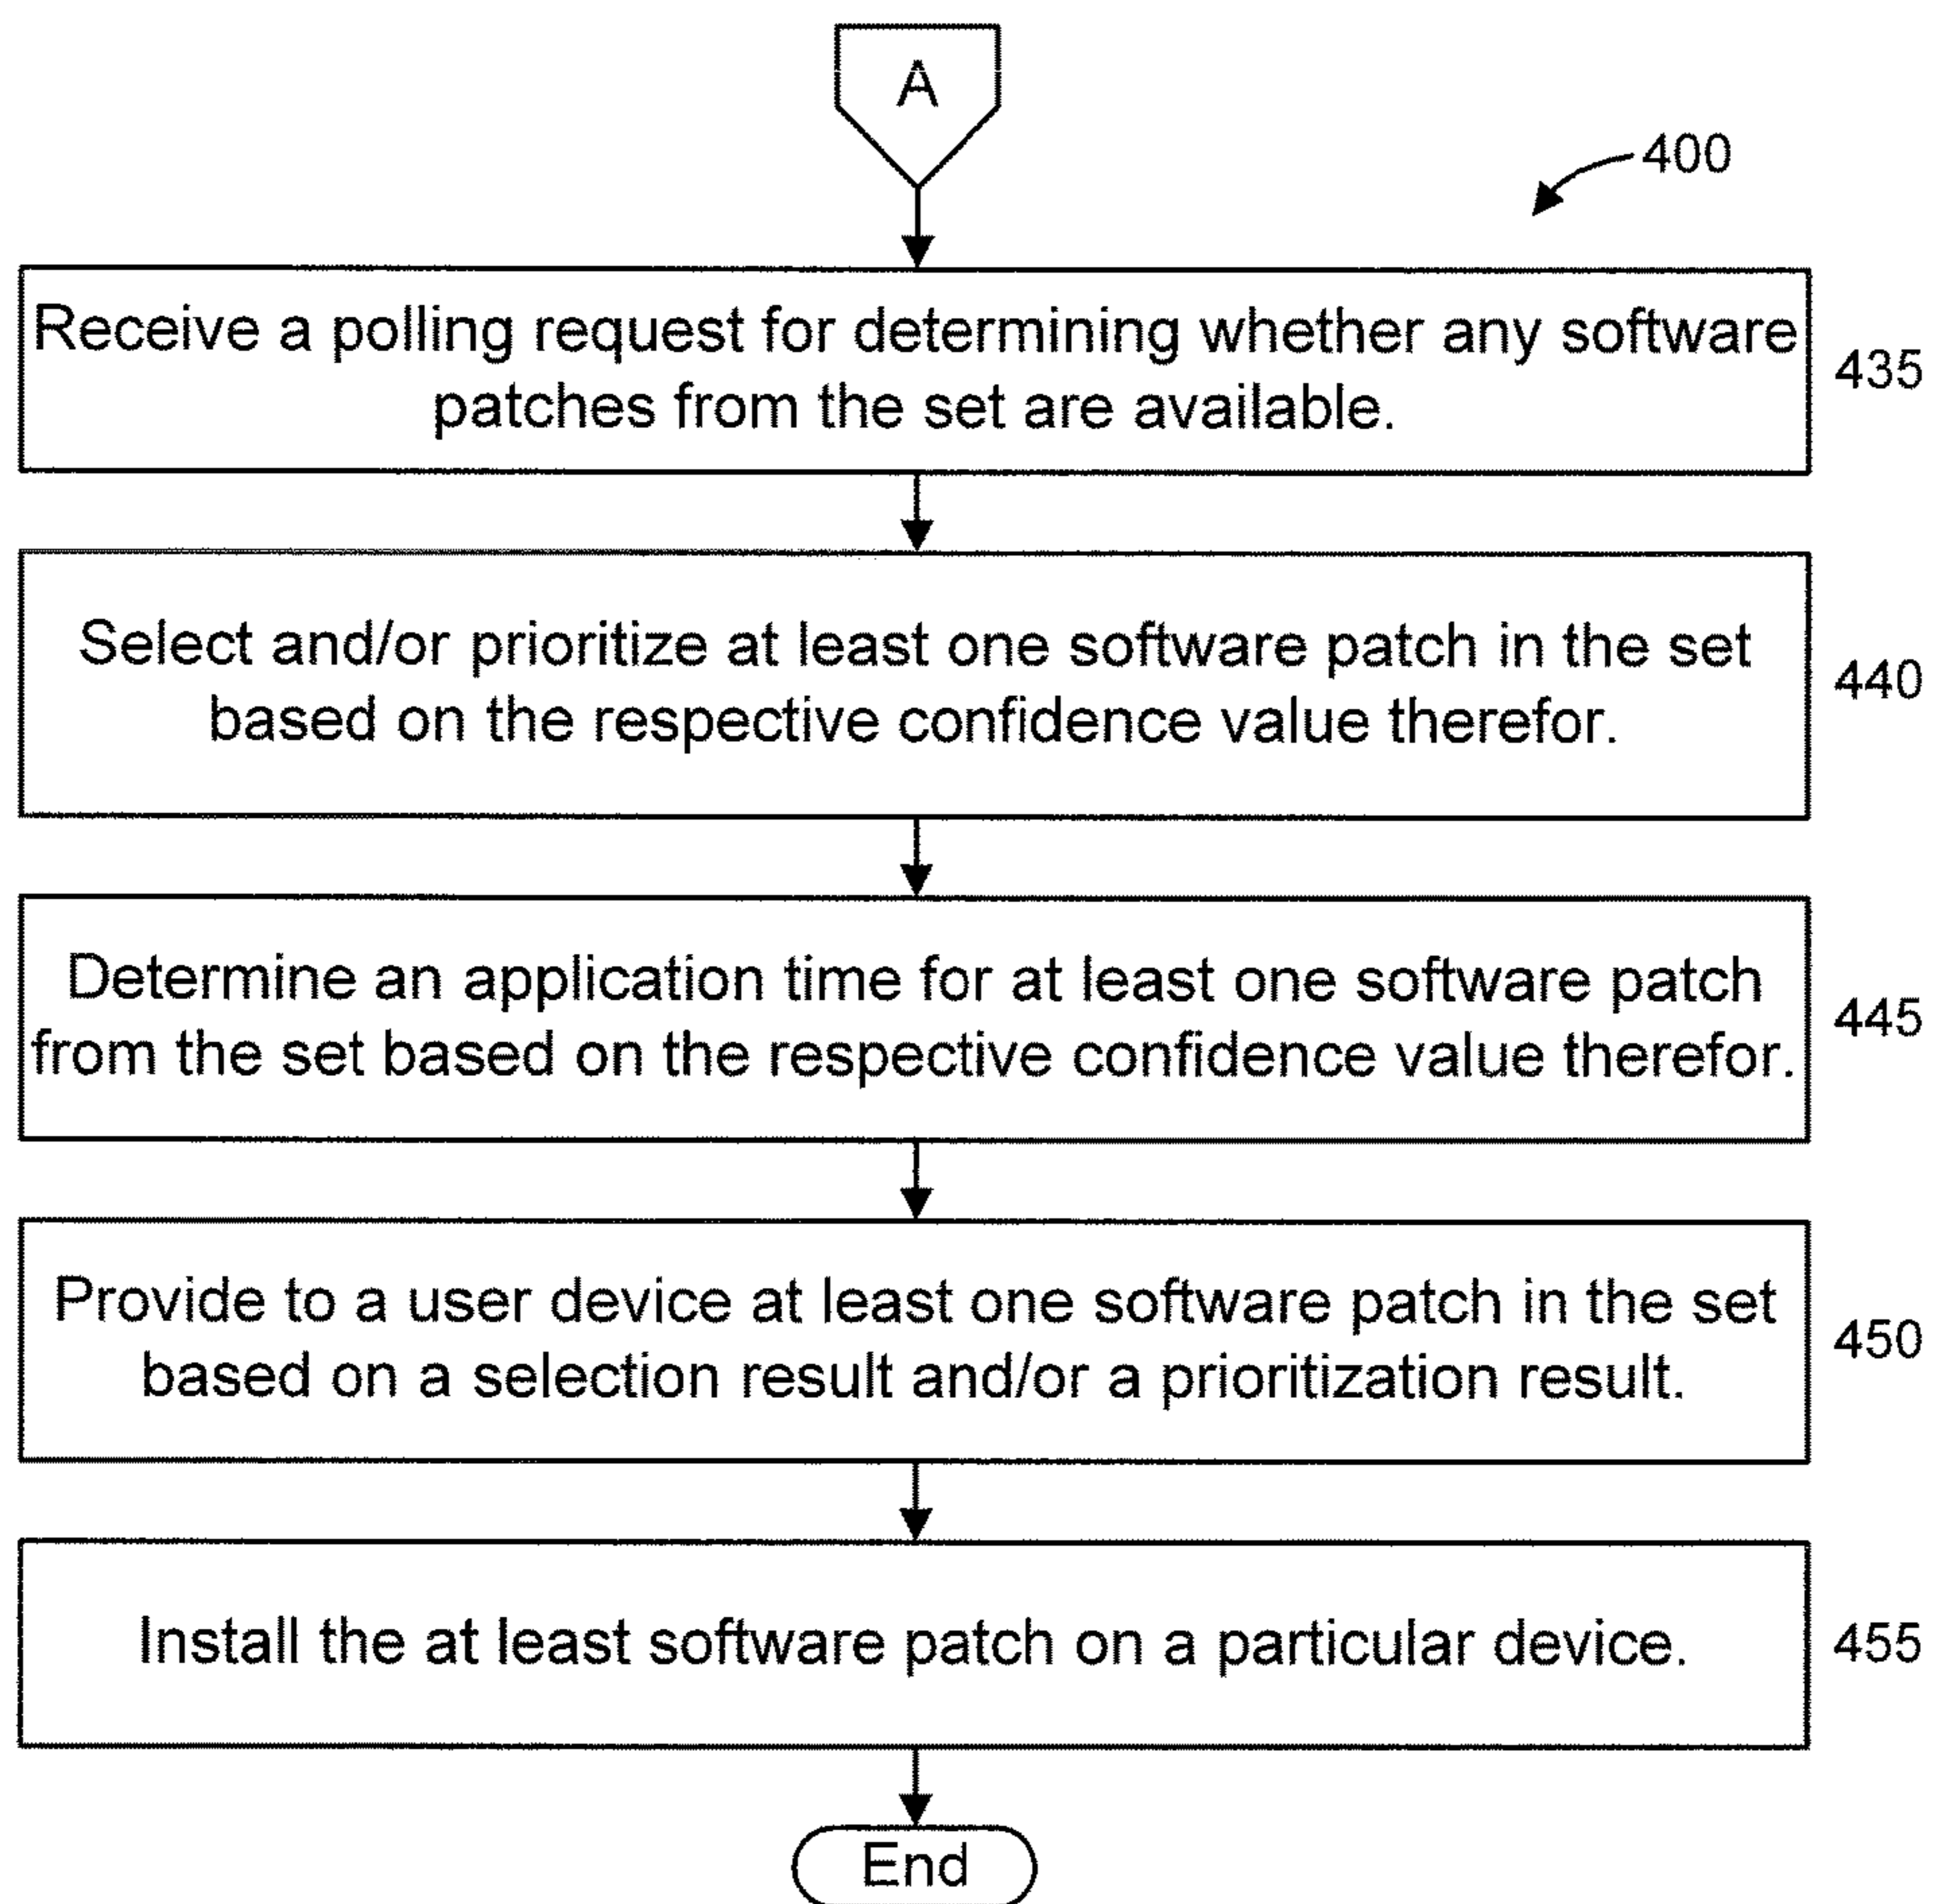 A
400
Receive a polling request for determining whether any software
patches from the set are available.
435
Select and/or prioritize at least one software patch in the set
based on the respective confidence value therefor.
440
Determine an application time for at least one software patch
from the set based on the respective confidence value therefor.
445
Provide to a user device at least one software patch in the set
based on a selection result and/or a prioritization result.
450
Install the at least software patch on a particular device.
455
End